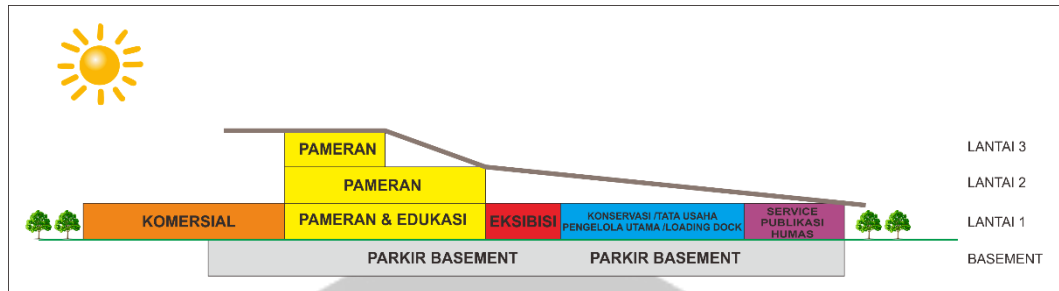 PAMERAN
LANTAI 3
PAMERAN
LANTAI 2
KOMERSIAL
PAMERAN & EDUKASI
EKSIBISI
KONSERVASI /TATA USAHA
PENGELOLA UTAMA /LOADING DOCK
SERVICE
PUBLIKASI
HUMAS
LANTAI 1
PARKIR BASEMENT
PARKIR BASEMENT
BASEMENT